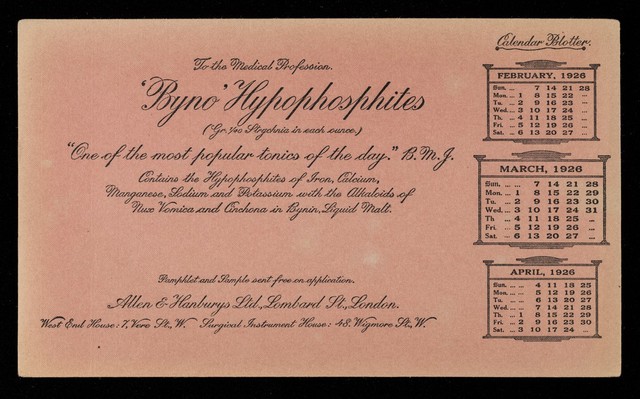 Calendar Blotter.
To the Medical Profession.
'Byno' Hypophosphites
(Gr. 1/40 Strychnia in each ounce.)
"One of the most popular tonics of the day." B.M.J.
Contains the Hypophosphites of Iron, Calcium,
Manganese, Sodium and Potassium with the Alkaloids of
Nux Vomica and Cinchona in Bynin, Liquid Malt.
Pamphlet and Sample sent free on application.
Allen & Hanburys Ltd., Lombard St., London.
West End House: 7, Vere St., W. Surgical Instrument House: 48, Wigmore St., W.
FEBRUARY, 1926
Sun. ... ... 7 14 21 28
Mon. ... 1 8 15 22 ...
Tu. ... 2 9 16 23 ...
Wed. ... 3 10 17 24 ...
Th. ... 4 11 18 25 ...
Fri. ... 5 12 19 26 ...
Sat. ... 6 13 20 27 ...
MARCH, 1926
Sun. ... ... 7 14 21 28
Mon. ... 1 8 15 22 29
Tu. ... 2 9 16 23 30
Wed. ... 3 10 17 24 31
Th ... 4 11 18 25 ...
Fri. ... 5 12 19 26 ...
Sat. ... 6 13 20 27 ...
APRIL, 1926
Sun. ... ... 4 11 18 25
Mon. ... ... 5 12 19 26
Tu. ... ... 6 13 20 27
Wed. ... ... 7 14 21 28
Th. ... 1 8 15 22 29
Fri. ... 2 9 16 23 30
Sat. ... 3 10 17 24 ...